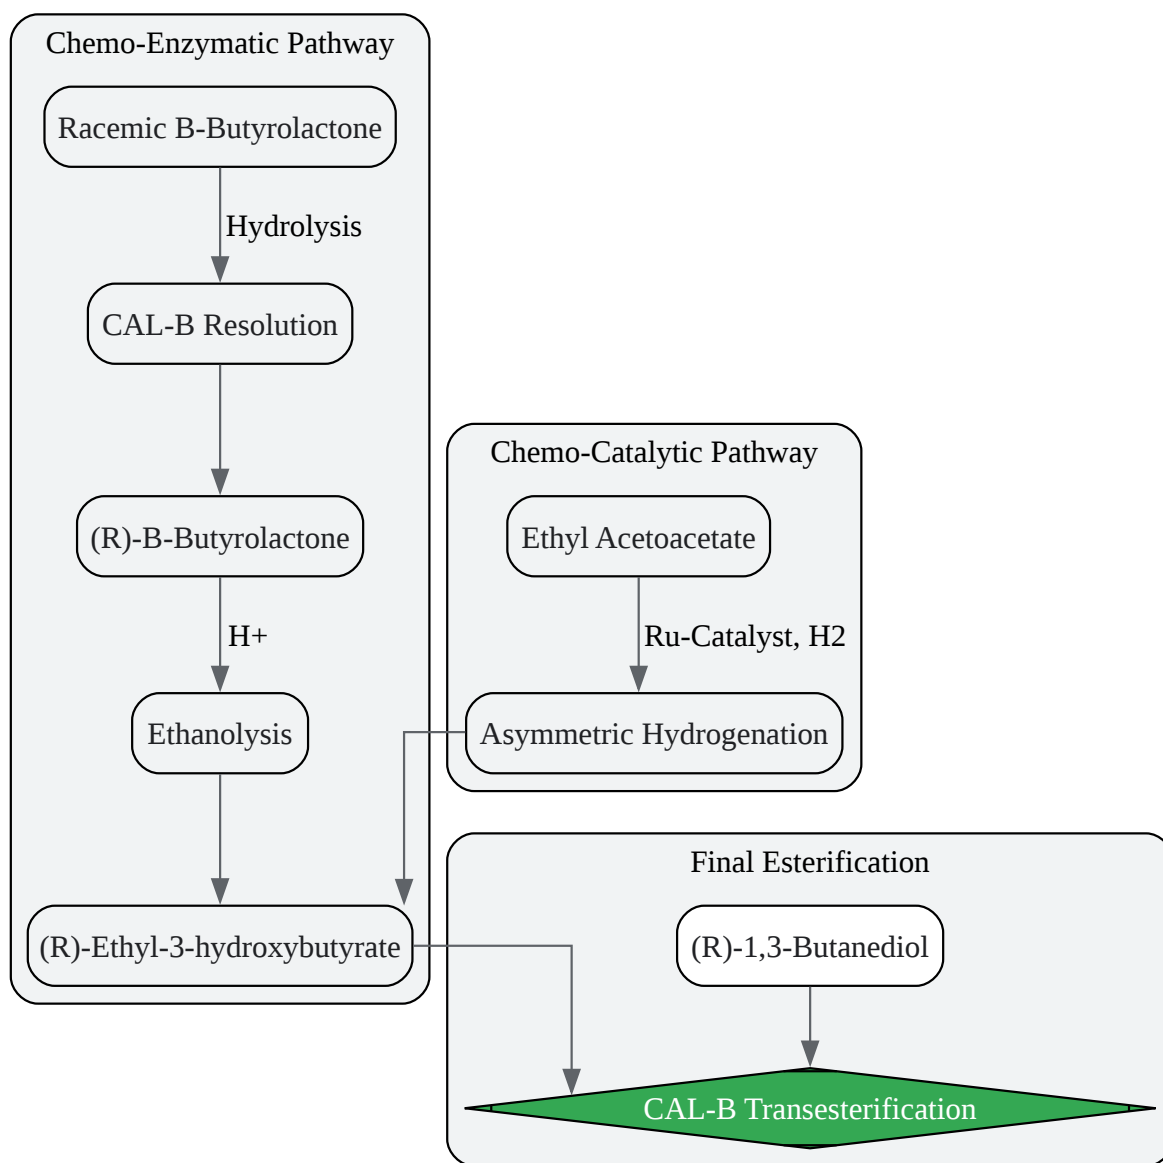 Chemo-Enzymatic Pathway
Racemic B-Butyrolactone
Hydrolysis
CAL-B Resolution
(R)-B-Butyrolactone
H+
Ethanolysis
(R)-Ethyl-3-hydroxybutyrate
Chemo-Catalytic Pathway
Ethyl Acetoacetate
Ru-Catalyst, H2
Asymmetric Hydrogenation
Final Esterification
(R)-1,3-Butanediol
CAL-B Transesterification